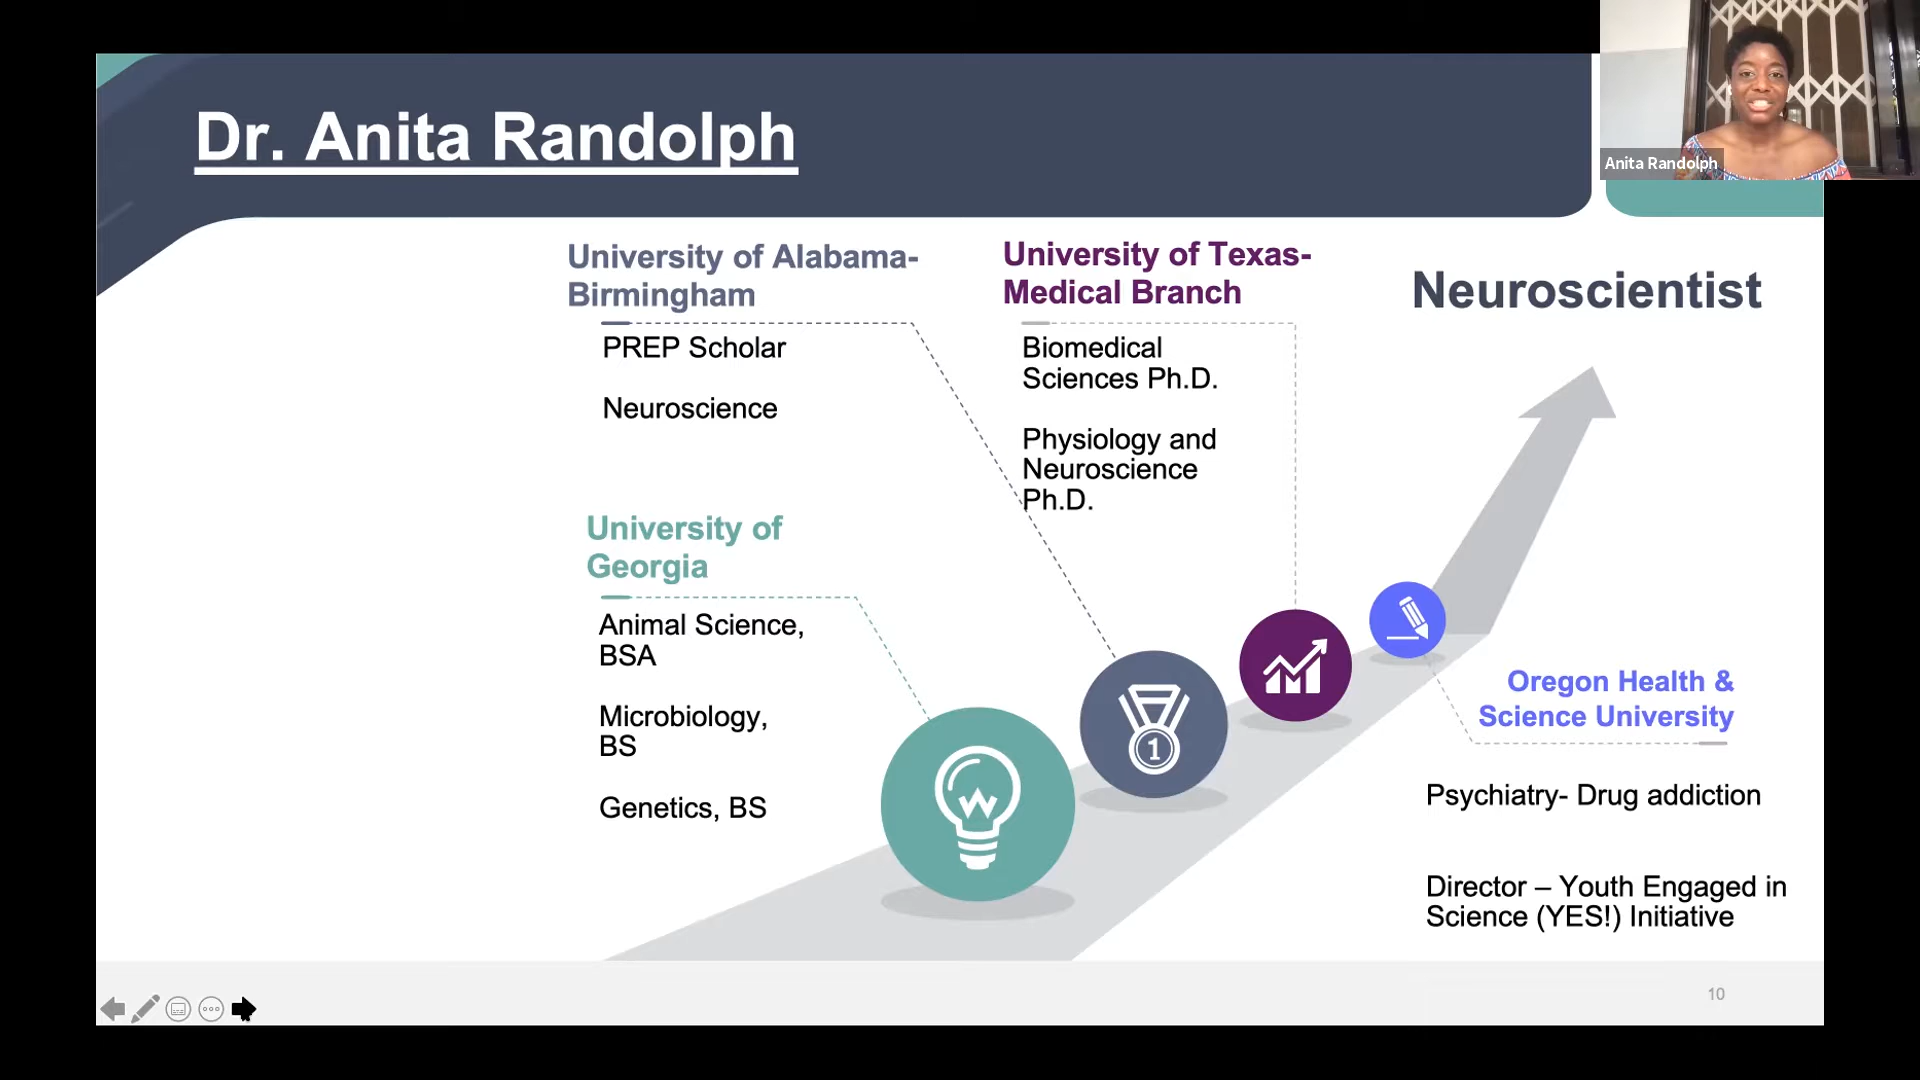 Dr. Anita Randolph
Anita Randolph
University of Alabama-
Birmingham
PREP Scholar
Neuroscience
University of Texas-
Medical Branch
Biomedical
Sciences Ph.D.
Physiology and
Neuroscience
Ph.D.
Neuroscientist
University of
Georgia
Animal Science,
BSA
Microbiology,
BS
Genetics, BS
1
Oregon Health &
Science University
Psychiatry- Drug addiction
Director – Youth Engaged in
Science (YES!) Initiative
10